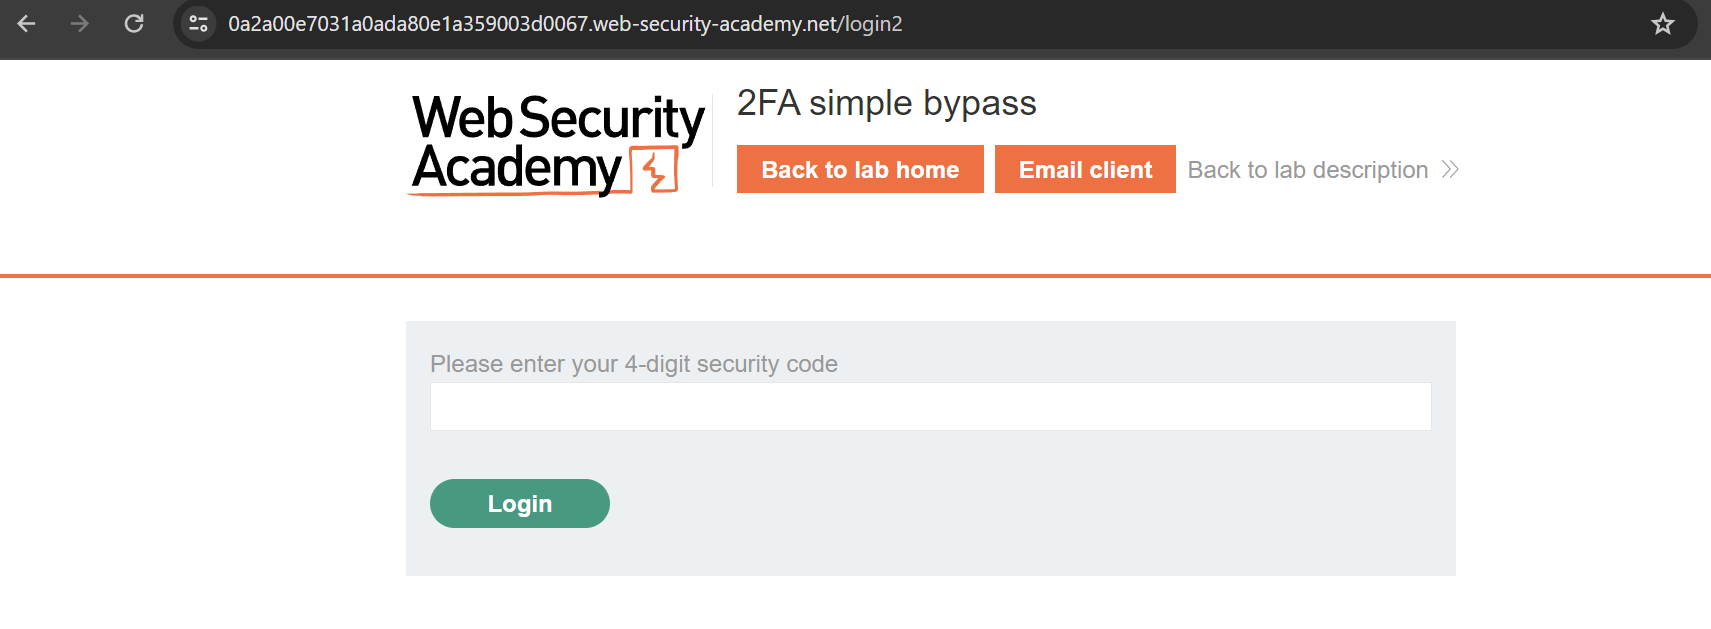 0a2a00e7031a0ada80e1a359003d0067.web-security-academy.net/login2
Web Security
Academy
2FA simple bypass
Back to lab home
Email client
Back to lab description
Please enter your 4-digit security code
Login